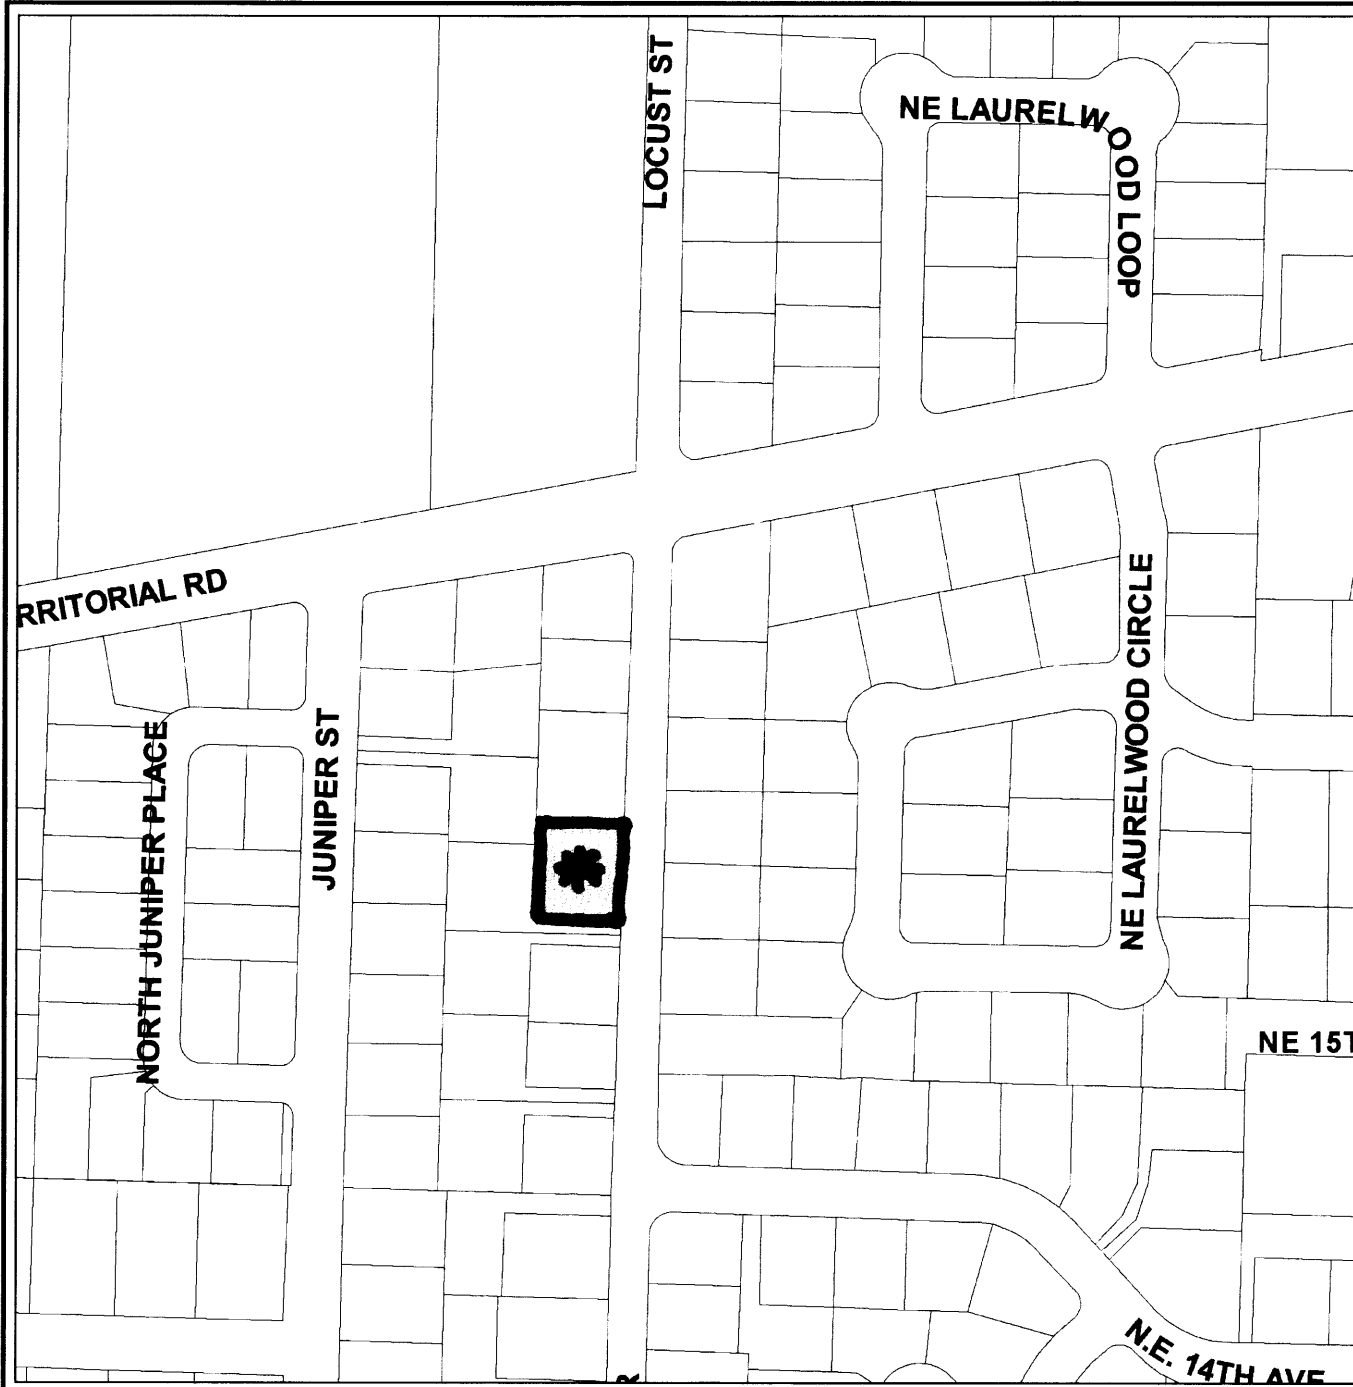 LOCUST ST
NE LAURELWOOD LOOP
RRITORIAL RD
NE LAURELWOOD CIRCLE
JUNIPER ST
NORTH JUNIPER PLACE
NE 15T
N.E. 14TH AVE
R